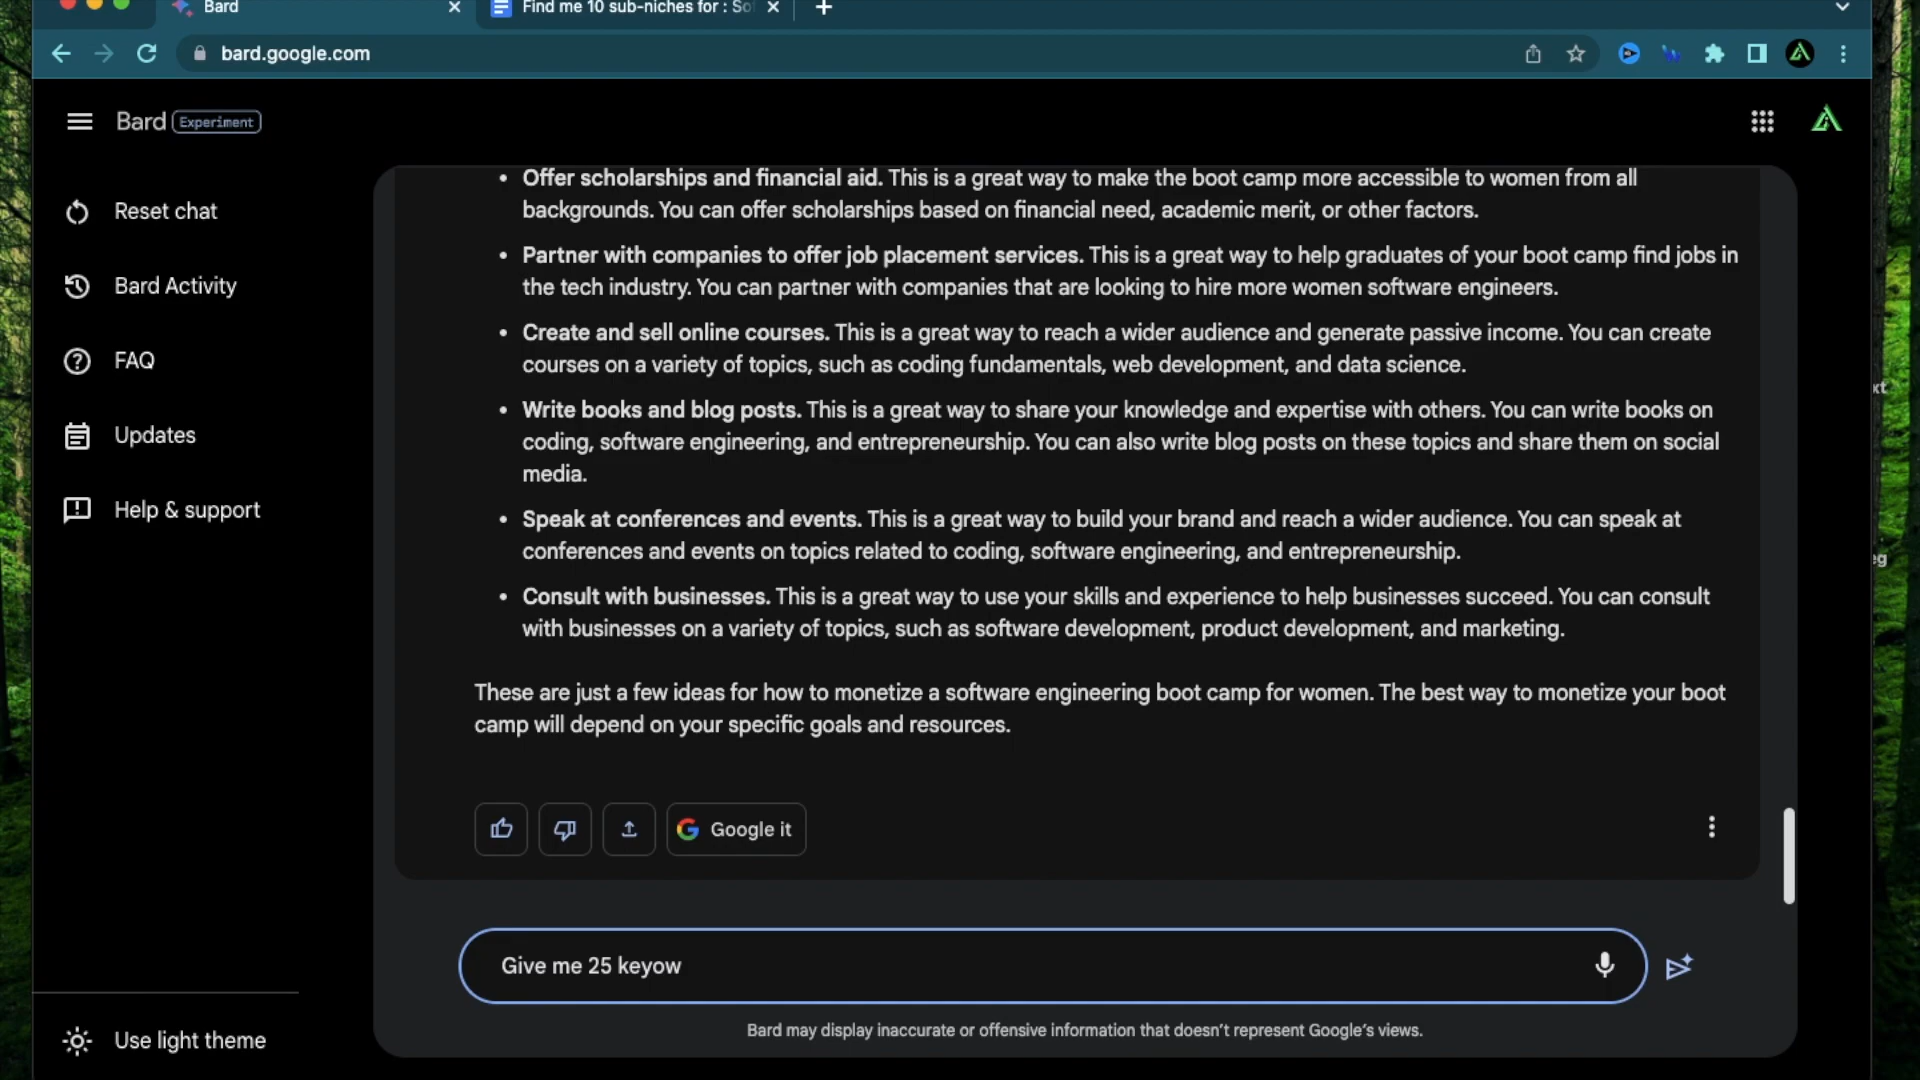 Bard
Find me 10 sub-niches for : So
bard.google.com
Bard Experiment
Reset chat
Bard Activity
FAQ
Updates
Help & support
Use light theme
• Offer scholarships and financial aid. This is a great way to make the boot camp more accessible to women from all
backgrounds. You can offer scholarships based on financial need, academic merit, or other factors.
• Partner with companies to offer job placement services. This is a great way to help graduates of your boot camp find jobs in
the tech industry. You can partner with companies that are looking to hire more women software engineers.
• Create and sell online courses. This is a great way to reach a wider audience and generate passive income. You can create
courses on a variety of topics, such as coding fundamentals, web development, and data science.
• Write books and blog posts. This is a great way to share your knowledge and expertise with others. You can write books on
coding, software engineering, and entrepreneurship. You can also write blog posts on these topics and share them on social
media.
• Speak at conferences and events. This is a great way to build your brand and reach a wider audience. You can speak at
conferences and events on topics related to coding, software engineering, and entrepreneurship.
• Consult with businesses. This is a great way to use your skills and experience to help businesses succeed. You can consult
with businesses on a variety of topics, such as software development, product development, and marketing.
These are just a few ideas for how to monetize a software engineering boot camp for women. The best way to monetize your boot
camp will depend on your specific goals and resources.
Google it
Give me 25 keyow
Bard may display inaccurate or offensive information that doesn't represent Google's views.